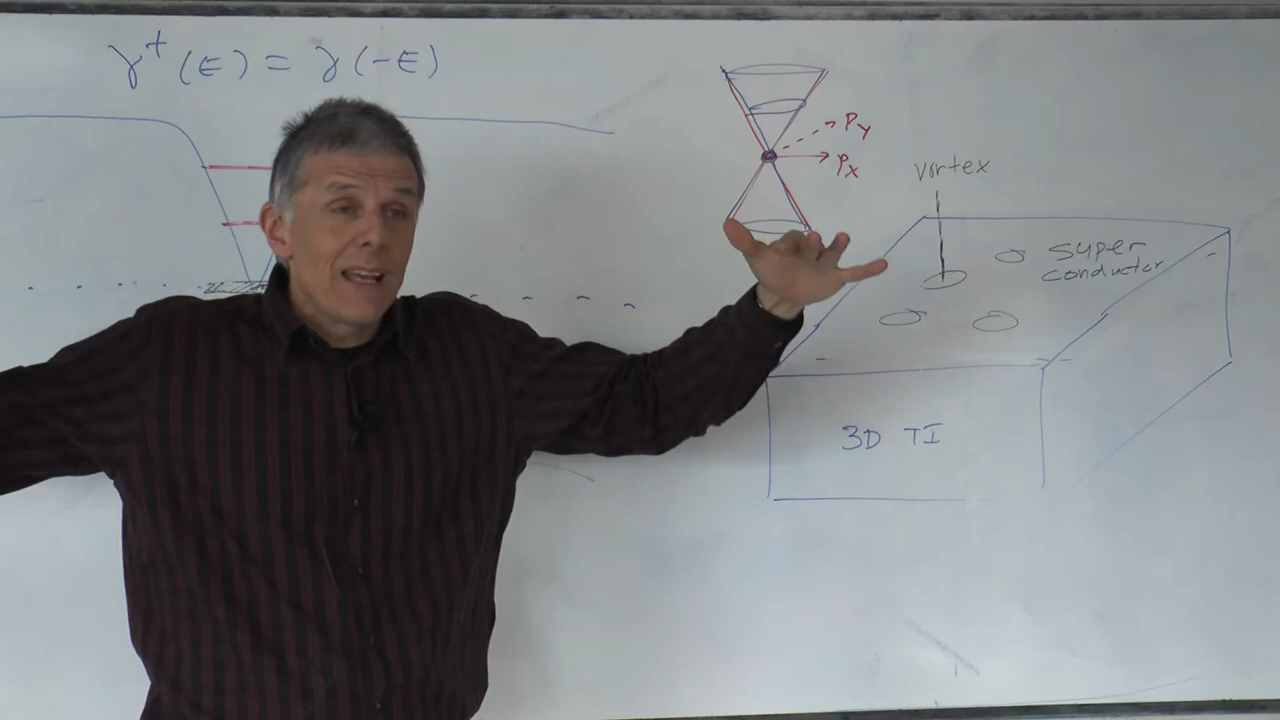 γ†(E) = γ(-E)
Py
Px
vortex
super
conductor
3D TI